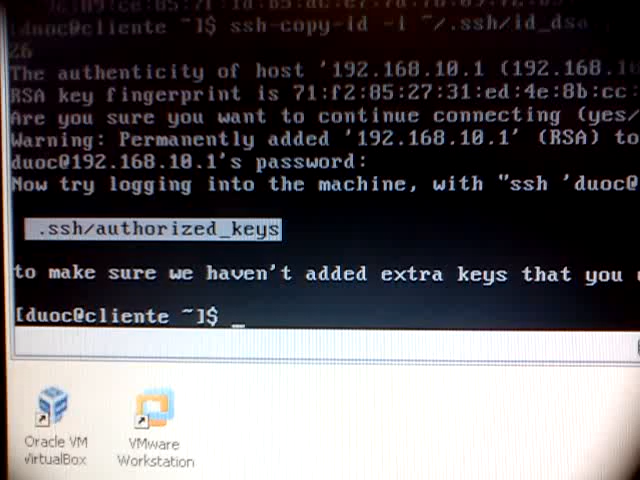 [duoc@cliente ~]$ ssh-copy-id -i ~/.ssh/id_dsa
26
The authenticity of host '192.168.10.1 (192.168.10
RSA key fingerprint is 71:f2:85:27:31:ed:4e:8b:cc:
Are you sure you want to continue connecting (yes/
Warning: Permanently added '192.168.10.1' (RSA) to
duoc@192.168.10.1's password:
Now try logging into the machine, with "ssh 'duoc@
.ssh/authorized_keys
to make sure we haven't added extra keys that you
[duoc@cliente ~]$ _
Oracle VM
VirtualBox
VMware
Workstation